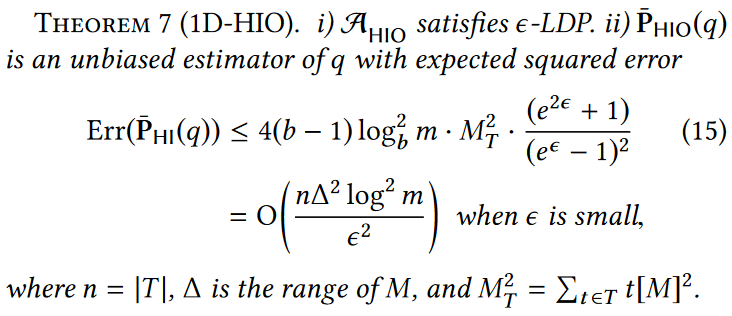 THEOREM 7 (1D-HIO). i) 𝒜_HIO satisfies ϵ-LDP. ii) P̄_HIO(q)
is an unbiased estimator of q with expected squared error
Err(P̄_HI(q)) ≤ 4(b − 1) log_b^2 m · M_T^2 · (e^{2ϵ} + 1) / (e^ϵ − 1)^2 (15)
= O(nΔ^2 log^2 m / ϵ^2) when ϵ is small,
where n = |T|, Δ is the range of M, and M_T^2 = ∑_{t∈T} t[M]^2.